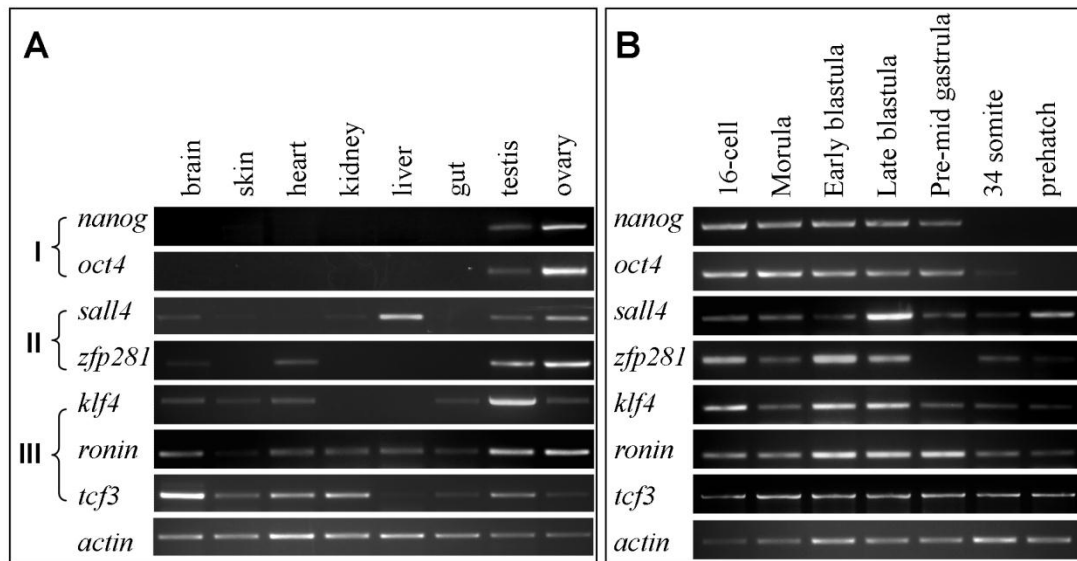 A
brain
skin
heart
kidney
liver
gut
testis
ovary
I
nanog
oct4
II
sall4
zfp281
III
klf4
ronin
tcf3
actin
B
16-cell
Morula
Early blastula
Late blastula
Pre-mid gastrula
34 somite
prehatch
nanog
oct4
sall4
zfp281
klf4
ronin
tcf3
actin